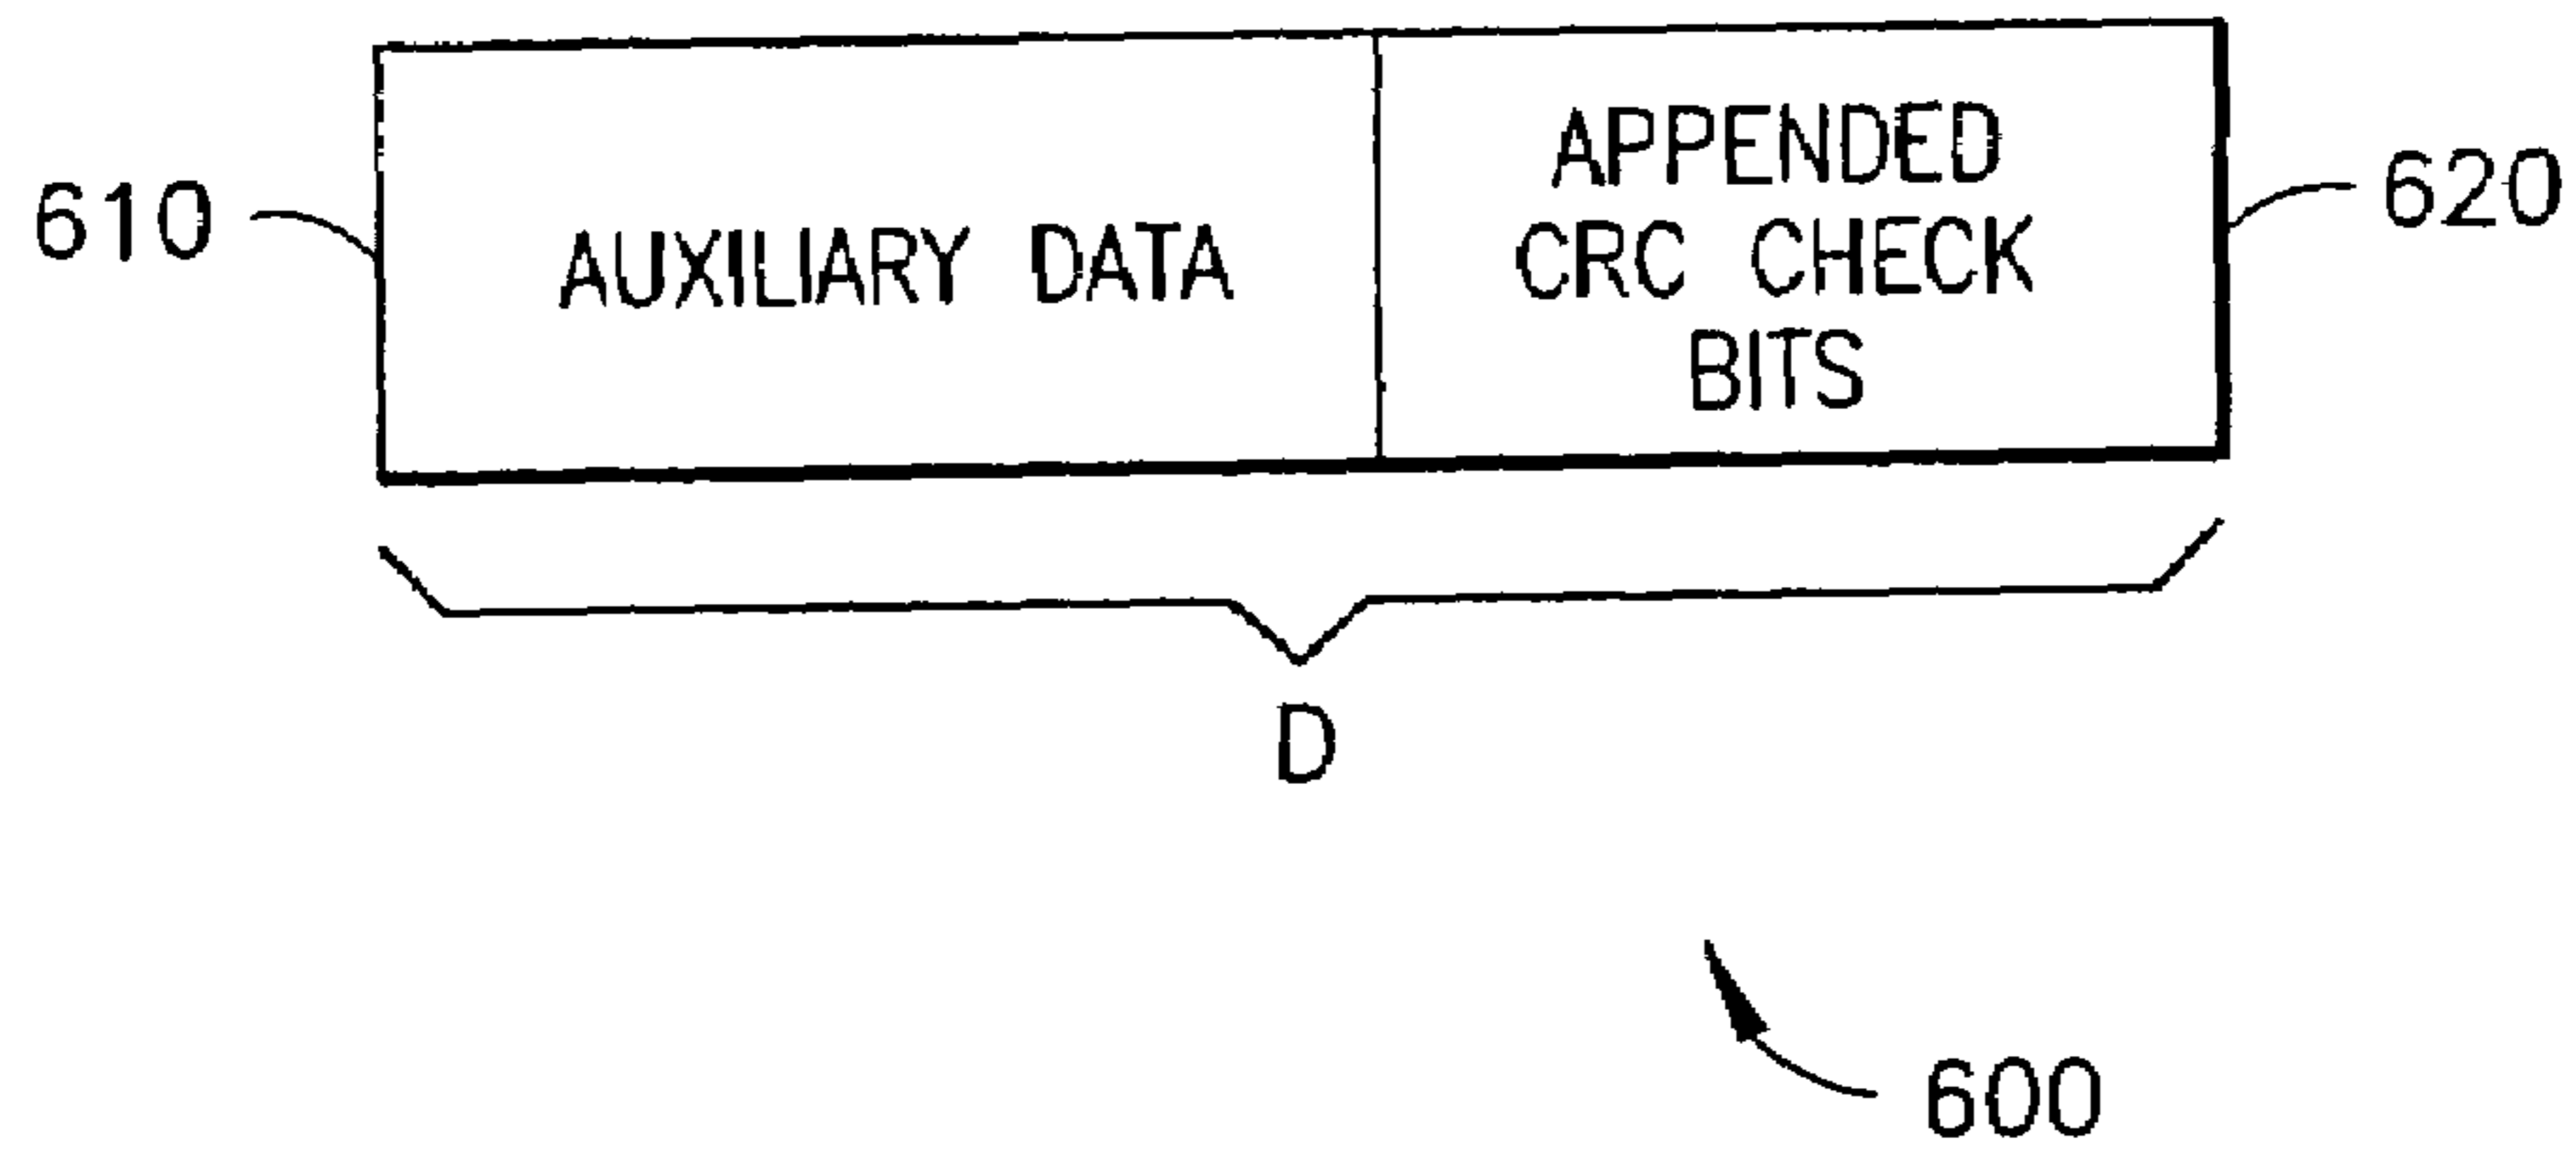 610
AUXILIARY DATA
APPENDED
CRC CHECK
BITS
620
D
600